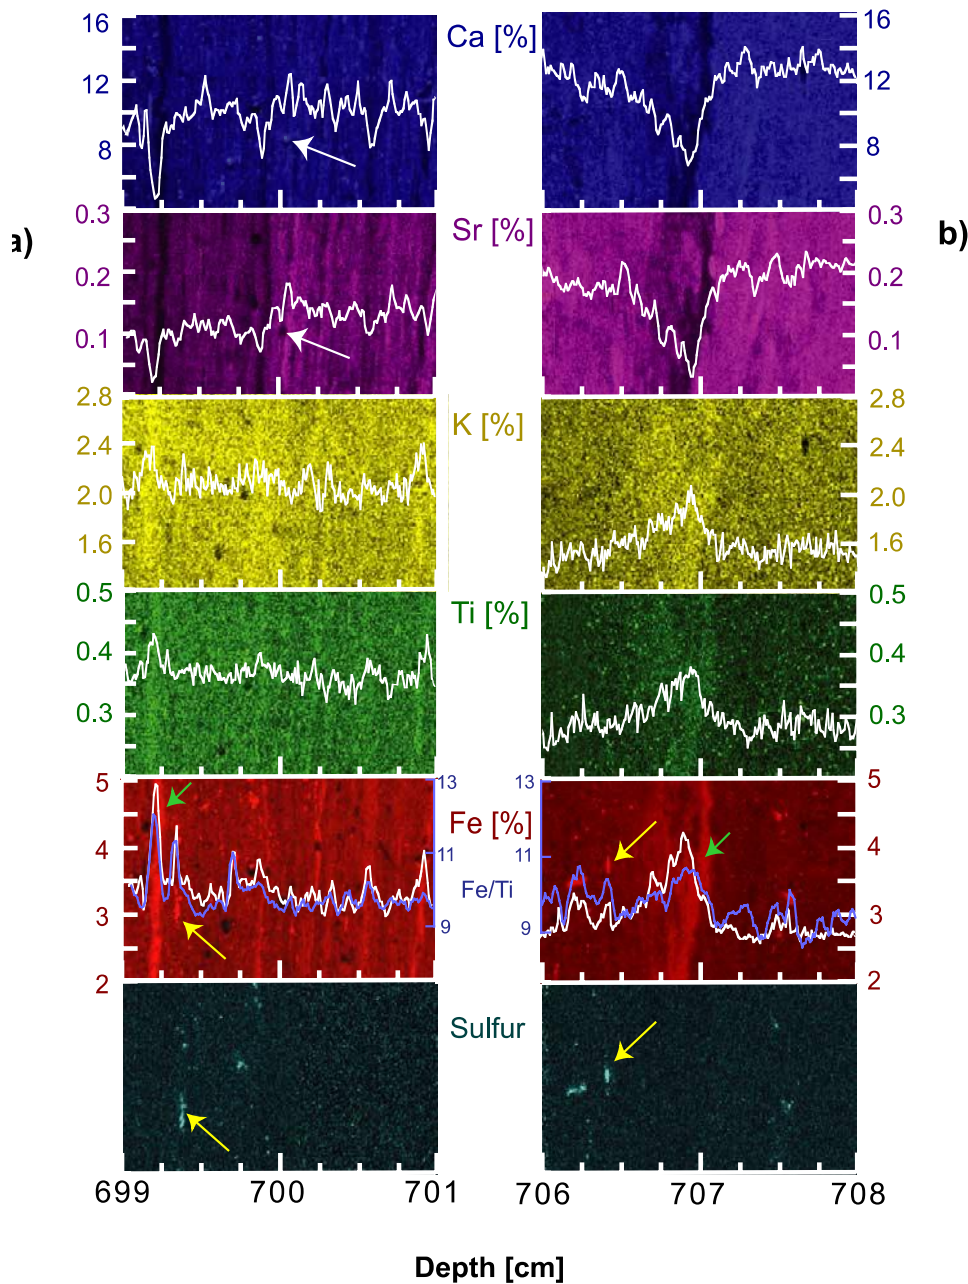 16 Ca [%] 16
12 12
8 8
0.3 Sr [%] 0.3
a) b)
0.2 0.2
0.1 0.1
2.8 2.8
K [%]
2.4 2.4
2.0 2.0
1.6 1.6
0.5 0.5
Ti [%]
0.4 0.4
0.3 0.3
5 13 13 5
Fe [%]
4 11 11 4
Fe/Ti
3 9 9 3
2 2
Sulfur
699 700 701 706 707 708
Depth [cm]